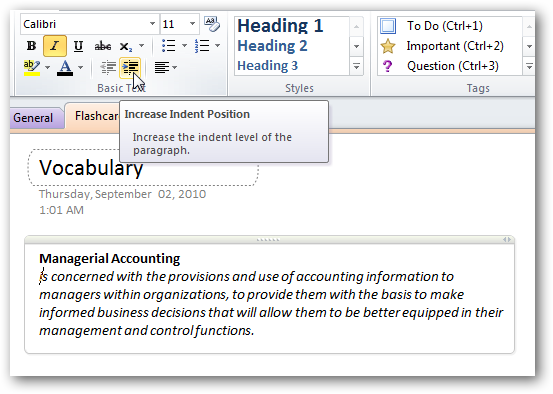 Calibri 11
Heading 1
Heading 2
Heading 3
To Do (Ctrl+1)
Important (Ctrl+2)
Question (Ctrl+3)
B I U abc x₂
ab A
Basic Text
Styles
Tags
General
Flashcar
Increase Indent Position
Increase the indent level of the
paragraph.
Vocabulary
Thursday, September 02, 2010
1:01 AM
Managerial Accounting
is concerned with the provisions and use of accounting information to
managers within organizations, to provide them with the basis to make
informed business decisions that will allow them to be better equipped in their
management and control functions.